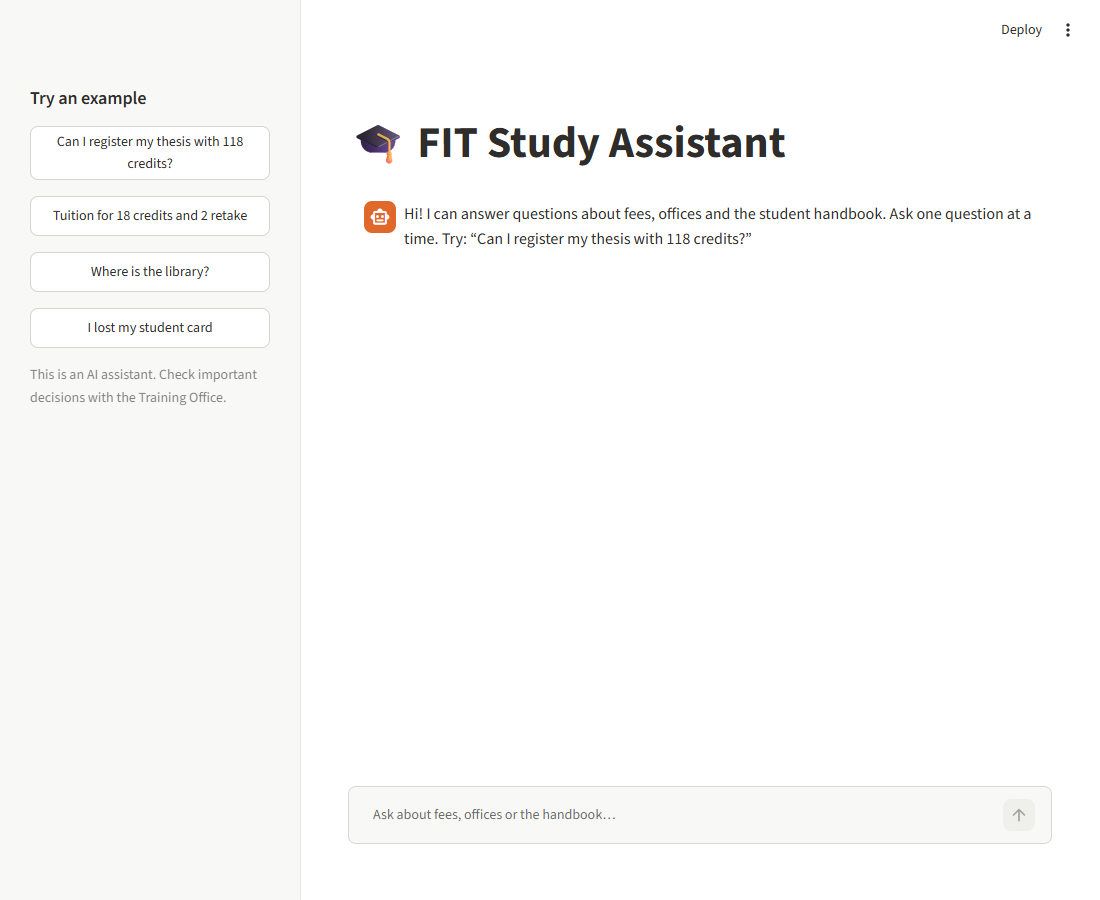 Deploy
Try an example
Can I register my thesis with 118
credits?
Tuition for 18 credits and 2 retake
Where is the library?
I lost my student card
This is an AI assistant. Check important
decisions with the Training Office.
FIT Study Assistant
Hi! I can answer questions about fees, offices and the student handbook. Ask one question at a
time. Try: “Can I register my thesis with 118 credits?”
Ask about fees, offices or the handbook…